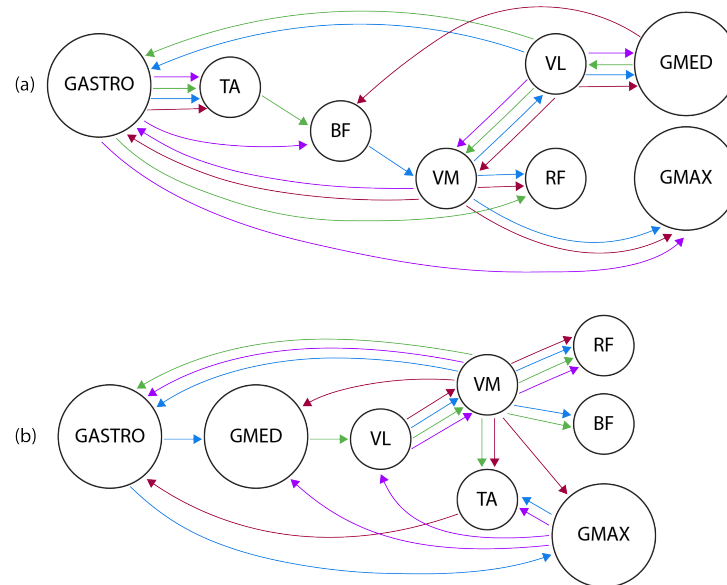 (a)
GASTRO
TA
BF
VM
VL
RF
GMED
GMAX
(b)
GASTRO
GMED
VL
VM
TA
RF
BF
GMAX